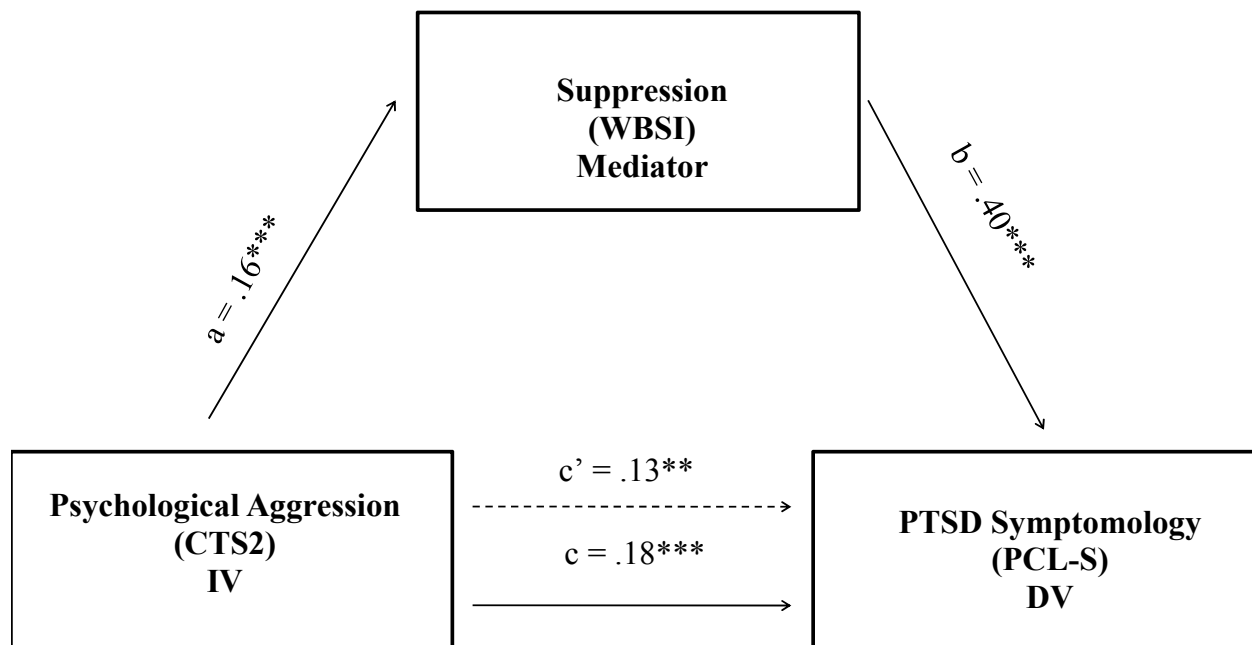 Suppression
(WBSI)
Mediator
a = .16***
b = .40***
c’ = .13**
c = .18***
Psychological Aggression
(CTS2)
IV
PTSD Symptomology
(PCL-S)
DV